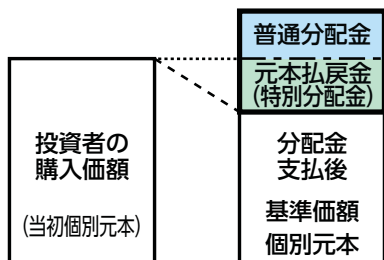 普通分配金
元本払戻金
(特別分配金)
投資者の
購入価額
(当初個別元本)
分配金
支払後
基準価額
個別元本